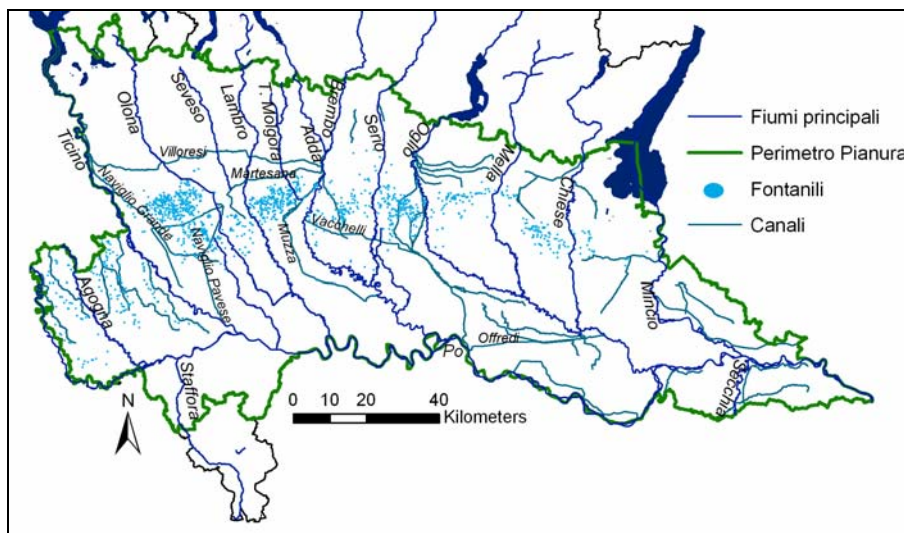 Olona
Seveso
Lambro
T. Molgora
Adda
Brembo
Serio
Oglio
Mella
Chiese
Ticino
Villoresi
Martesana
Naviglio Grande
Naviglio Pavese
Muzza
Vacchelli
Agogna
Mincio
Offredi
Po
Secchia
Staffora
Fiumi principali
Perimetro Pianura
Fontanili
Canali
N
0 10 20 30 40
Kilometers